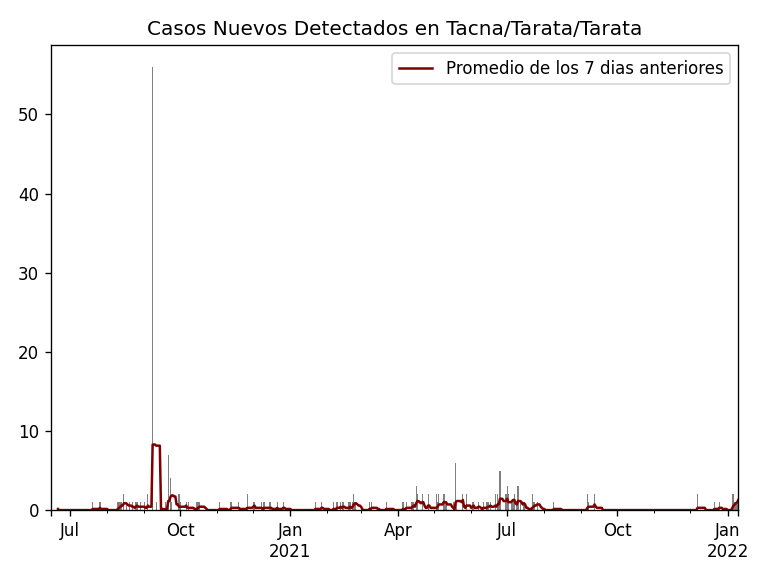 Casos Nuevos Detectados en Tacna/Tarata/Tarata
Promedio de los 7 dias anteriores
50
40
30
20
10
0
Jul Oct Jan Apr Jul Oct Jan
2021 2022